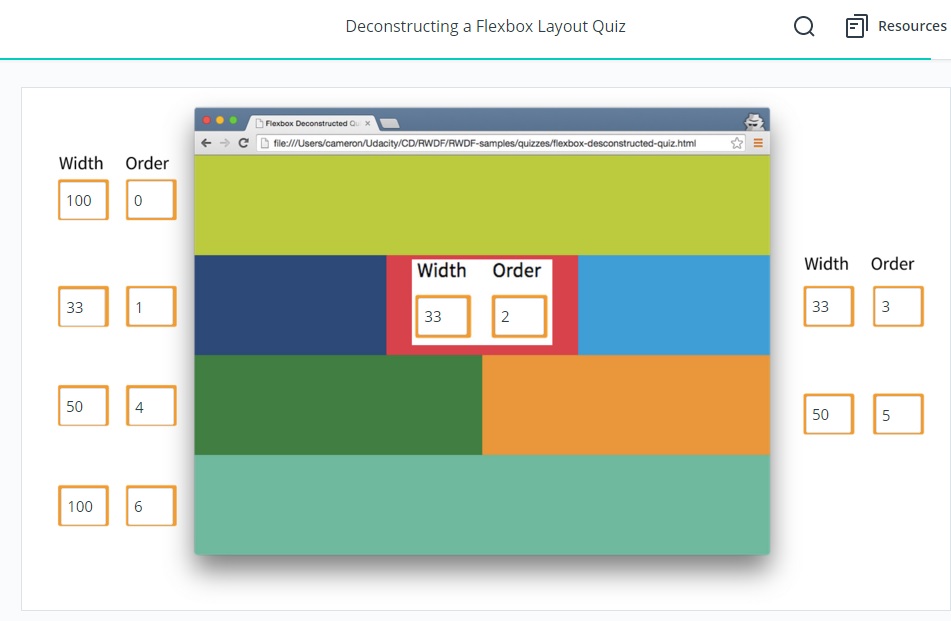 Deconstructing a Flexbox Layout Quiz
Resources
Flexbox Deconstructed Qu
file:///Users/cameron/Udacity/CD/RWDF/RWDF-samples/quizzes/flexbox-desconstructed-quiz.html
Width Order
100 0
33 1
50 4
100 6
Width Order
33 2
Width Order
33 3
50 5